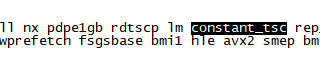 ll nx pdpe1gb rdtscp lm constant_tsc rep
wprefetch fsgsbase bmi1 hle avx2 smep bm